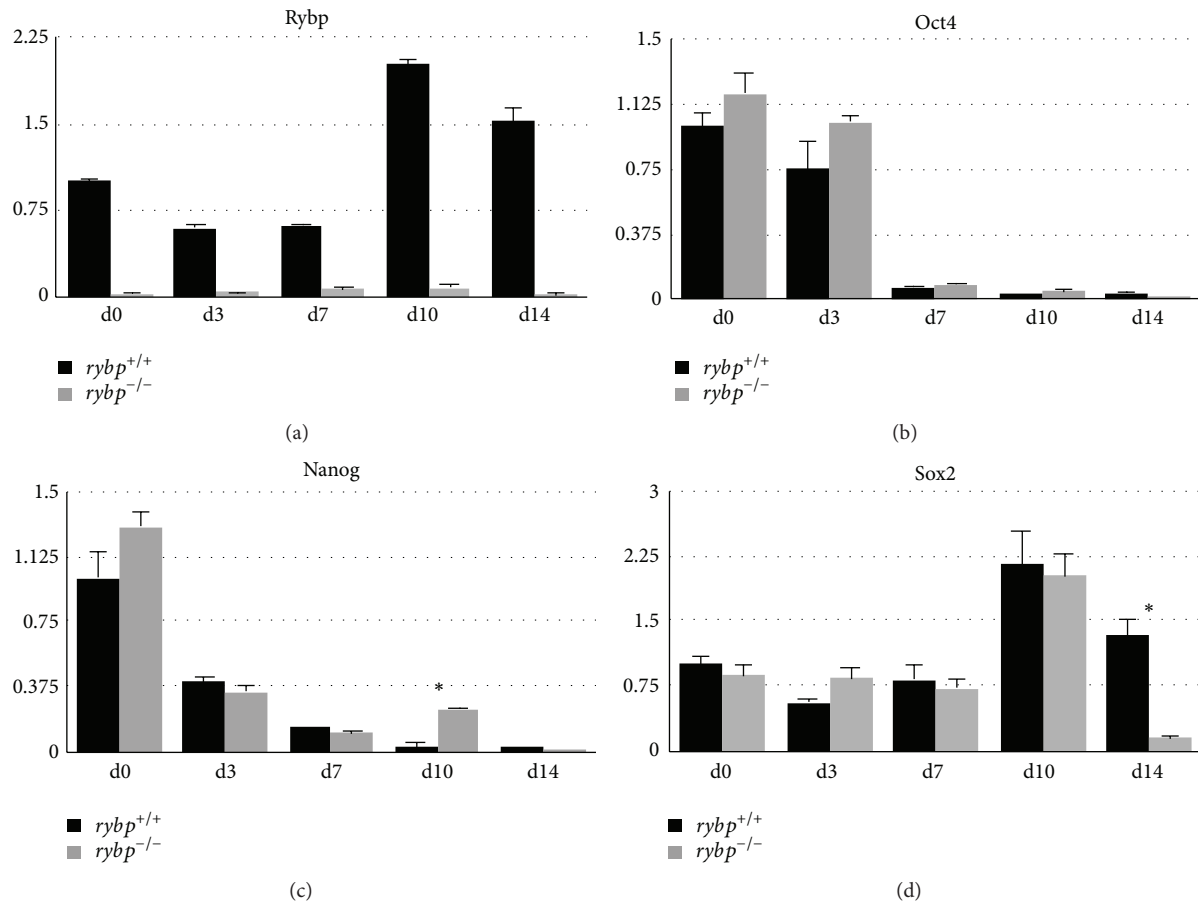 Rybp
2.25
1.5
0.75
0
d0 d3 d7 d10 d14
rybp+/+
rybp−/−
(a)
Oct4
1.5
1.125
0.75
0.375
0
d0 d3 d7 d10 d14
rybp+/+
rybp−/−
(b)
Nanog
1.5
1.125
0.75
0.375
*
0
d0 d3 d7 d10 d14
rybp+/+
rybp−/−
(c)
Sox2
3
2.25
1.5
*
0.75
0
d0 d3 d7 d10 d14
rybp+/+
rybp−/−
(d)